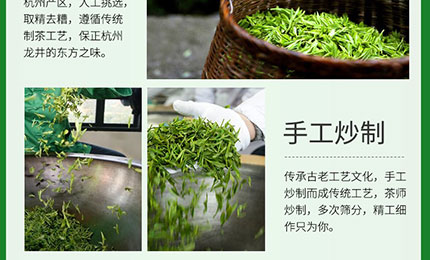 杭州产区，人工挑选，
取精去糟，遵循传统
制茶工艺，保正杭州
龙井的东方之味。
手工炒制
传承古老工艺文化，手工
炒制而成传统工艺，茶师
炒制，多次筛分，精工细
作只为你。